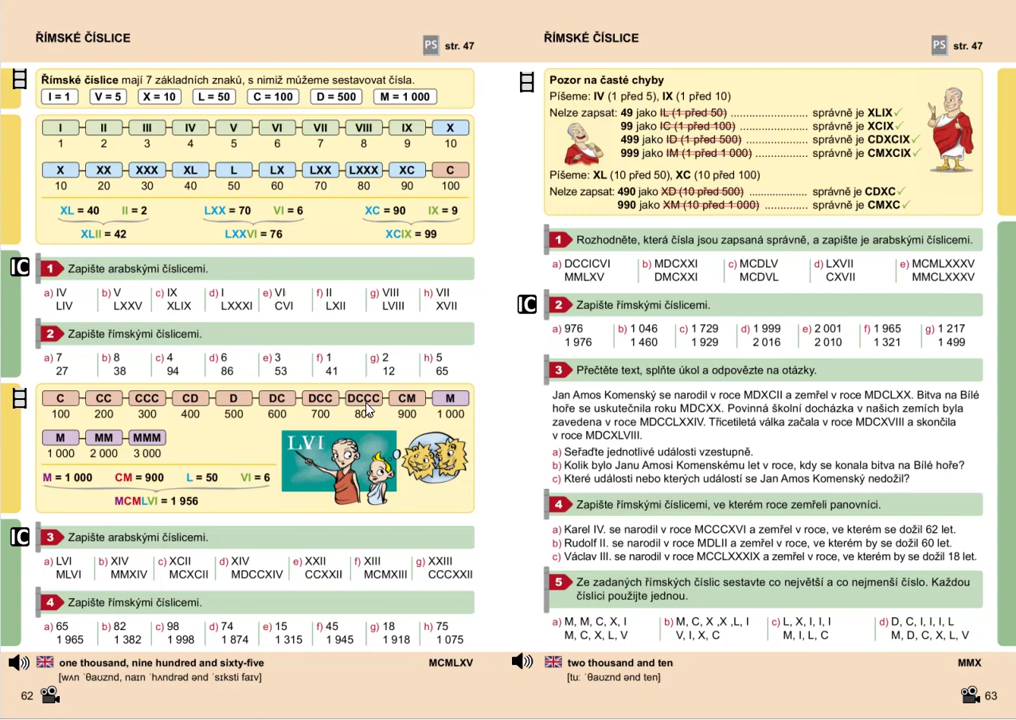 ŘÍMSKÉ ČÍSLICE
PS str. 47
Římské číslice mají 7 základních znaků, s nimiž můžeme sestavovat čísla.
I = 1 V = 5 X = 10 L = 50 C = 100 D = 500 M = 1 000
I II III IV V VI VII VIII IX X
1 2 3 4 5 6 7 8 9 10
X XX XXX XL L LX LXX LXXX XC C
10 20 30 40 50 60 70 80 90 100
XL = 40 II = 2 LXX = 70 VI = 6 XC = 90 IX = 9
XLII = 42 LXXVI = 76 XCIX = 99
IC
1 Zapište arabskými číslicemi.
a) IV b) V c) IX d) I e) VI f) II g) VIII h) VII
LIV LXXV XLIX LXXXI CVI LXII LVIII XVII
2 Zapište římskými číslicemi.
a) 7 b) 8 c) 4 d) 6 e) 3 f) 1 g) 2 h) 5
27 38 94 86 53 41 12 65
C CC CCC CD D DC DCC DCCC CM M
100 200 300 400 500 600 700 800 900 1 000
M MM MMM
1 000 2 000 3 000
LVI
M = 1 000 CM = 900 L = 50 VI = 6
MCMLVI = 1 956
IC
3 Zapište arabskými číslicemi.
a) LVI b) XIV c) XCII d) XIV e) XXII f) XIII g) XXIII
MLVI MMXIV MCXCII MDCCXIV CCXXII MCMXIII CCCXXII
4 Zapište římskými číslicemi.
a) 65 b) 82 c) 98 d) 74 e) 15 f) 45 g) 18 h) 75
1 965 1 382 1 998 1 874 1 315 1 945 1 918 1 075
one thousand, nine hundred and sixty-five MCMLXV
[wʌn ˈθaʊznd, naɪn ˈhʌndrəd ənd ˈsɪksti faɪv]
62
ŘÍMSKÉ ČÍSLICE
PS str. 47
Pozor na časté chyby
Píšeme: IV (1 před 5), IX (1 před 10)
Nelze zapsat: 49 jako IL (1 před 50) ........................ správně je XLIX ✓
99 jako IC (1 před 100) ..................... správně je XCIX ✓
499 jako ID (1 před 500) ..................... správně je CDXCIX ✓
999 jako IM (1 před 1 000) ................ správně je CMXCIX ✓
Píšeme: XL (10 před 50), XC (10 před 100)
Nelze zapsat: 490 jako XD (10 před 500) .................. správně je CDXC ✓
990 jako XM (10 před 1 000) ............. správně je CMXC ✓
1 Rozhodněte, která čísla jsou zapsaná správně, a zapište je arabskými číslicemi.
a) DCCICVI b) MDCXXI c) MCDLV d) LXVII e) MCMLXXXV
MMLXV DMCXXI MCDVL CXVII MMCLXXXV
IC
2 Zapište římskými číslicemi.
a) 976 b) 1 046 c) 1 729 d) 1 999 e) 2 001 f) 1 965 g) 1 217
1 976 1 460 1 929 2 016 2 010 1 321 1 499
3 Přečtěte text, splňte úkol a odpovězte na otázky.
Jan Amos Komenský se narodil v roce MDXCII a zemřel v roce MDCLXX. Bitva na Bílé
hoře se uskutečnila roku MDCXX. Povinná školní docházka v našich zemích byla
zavedena v roce MDCCLXXIV. Třicetiletá válka začala v roce MDCXVIII a skončila
v roce MDCXLVIII.
a) Seřaďte jednotlivé události vzestupně.
b) Kolik bylo Janu Amosi Komenskému let v roce, kdy se konala bitva na Bílé hoře?
c) Které události nebo kterých událostí se Jan Amos Komenský nedožil?
4 Zapište římskými číslicemi, ve kterém roce zemřeli panovníci.
a) Karel IV. se narodil v roce MCCCXVI a zemřel v roce, ve kterém se dožil 62 let.
b) Rudolf II. se narodil v roce MDLII a zemřel v roce, ve kterém by se dožil 60 let.
c) Václav III. se narodil v roce MCCLXXXIX a zemřel v roce, ve kterém by se dožil 18 let.
5 Ze zadaných římských číslic sestavte co největší a co nejmenší číslo. Každou
číslici použijte jednou.
a) M, M, C, X, I b) M, C, X ,X ,L, I c) L, X, I, I, I d) D, C, I, I, I, L
M, C, X, L, V V, I, X, C M, I, L, C M, D, C, X, L, V
two thousand and ten MMX
[tuː ˈθaʊznd ənd ten]
63